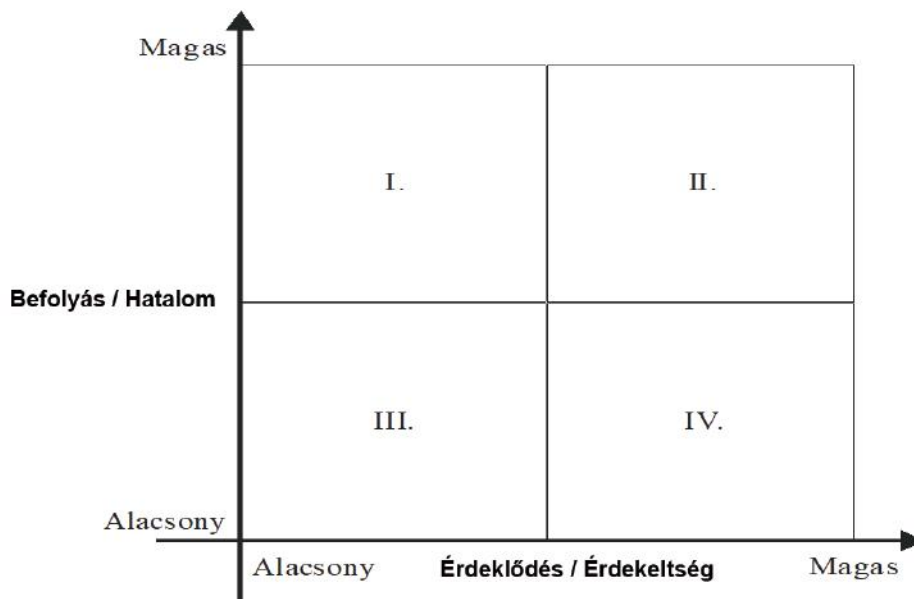 Magas
I.
II.
Befolyás / Hatalom
III.
IV.
Alacsony
Alacsony
Érdeklődés / Érdekeltség
Magas